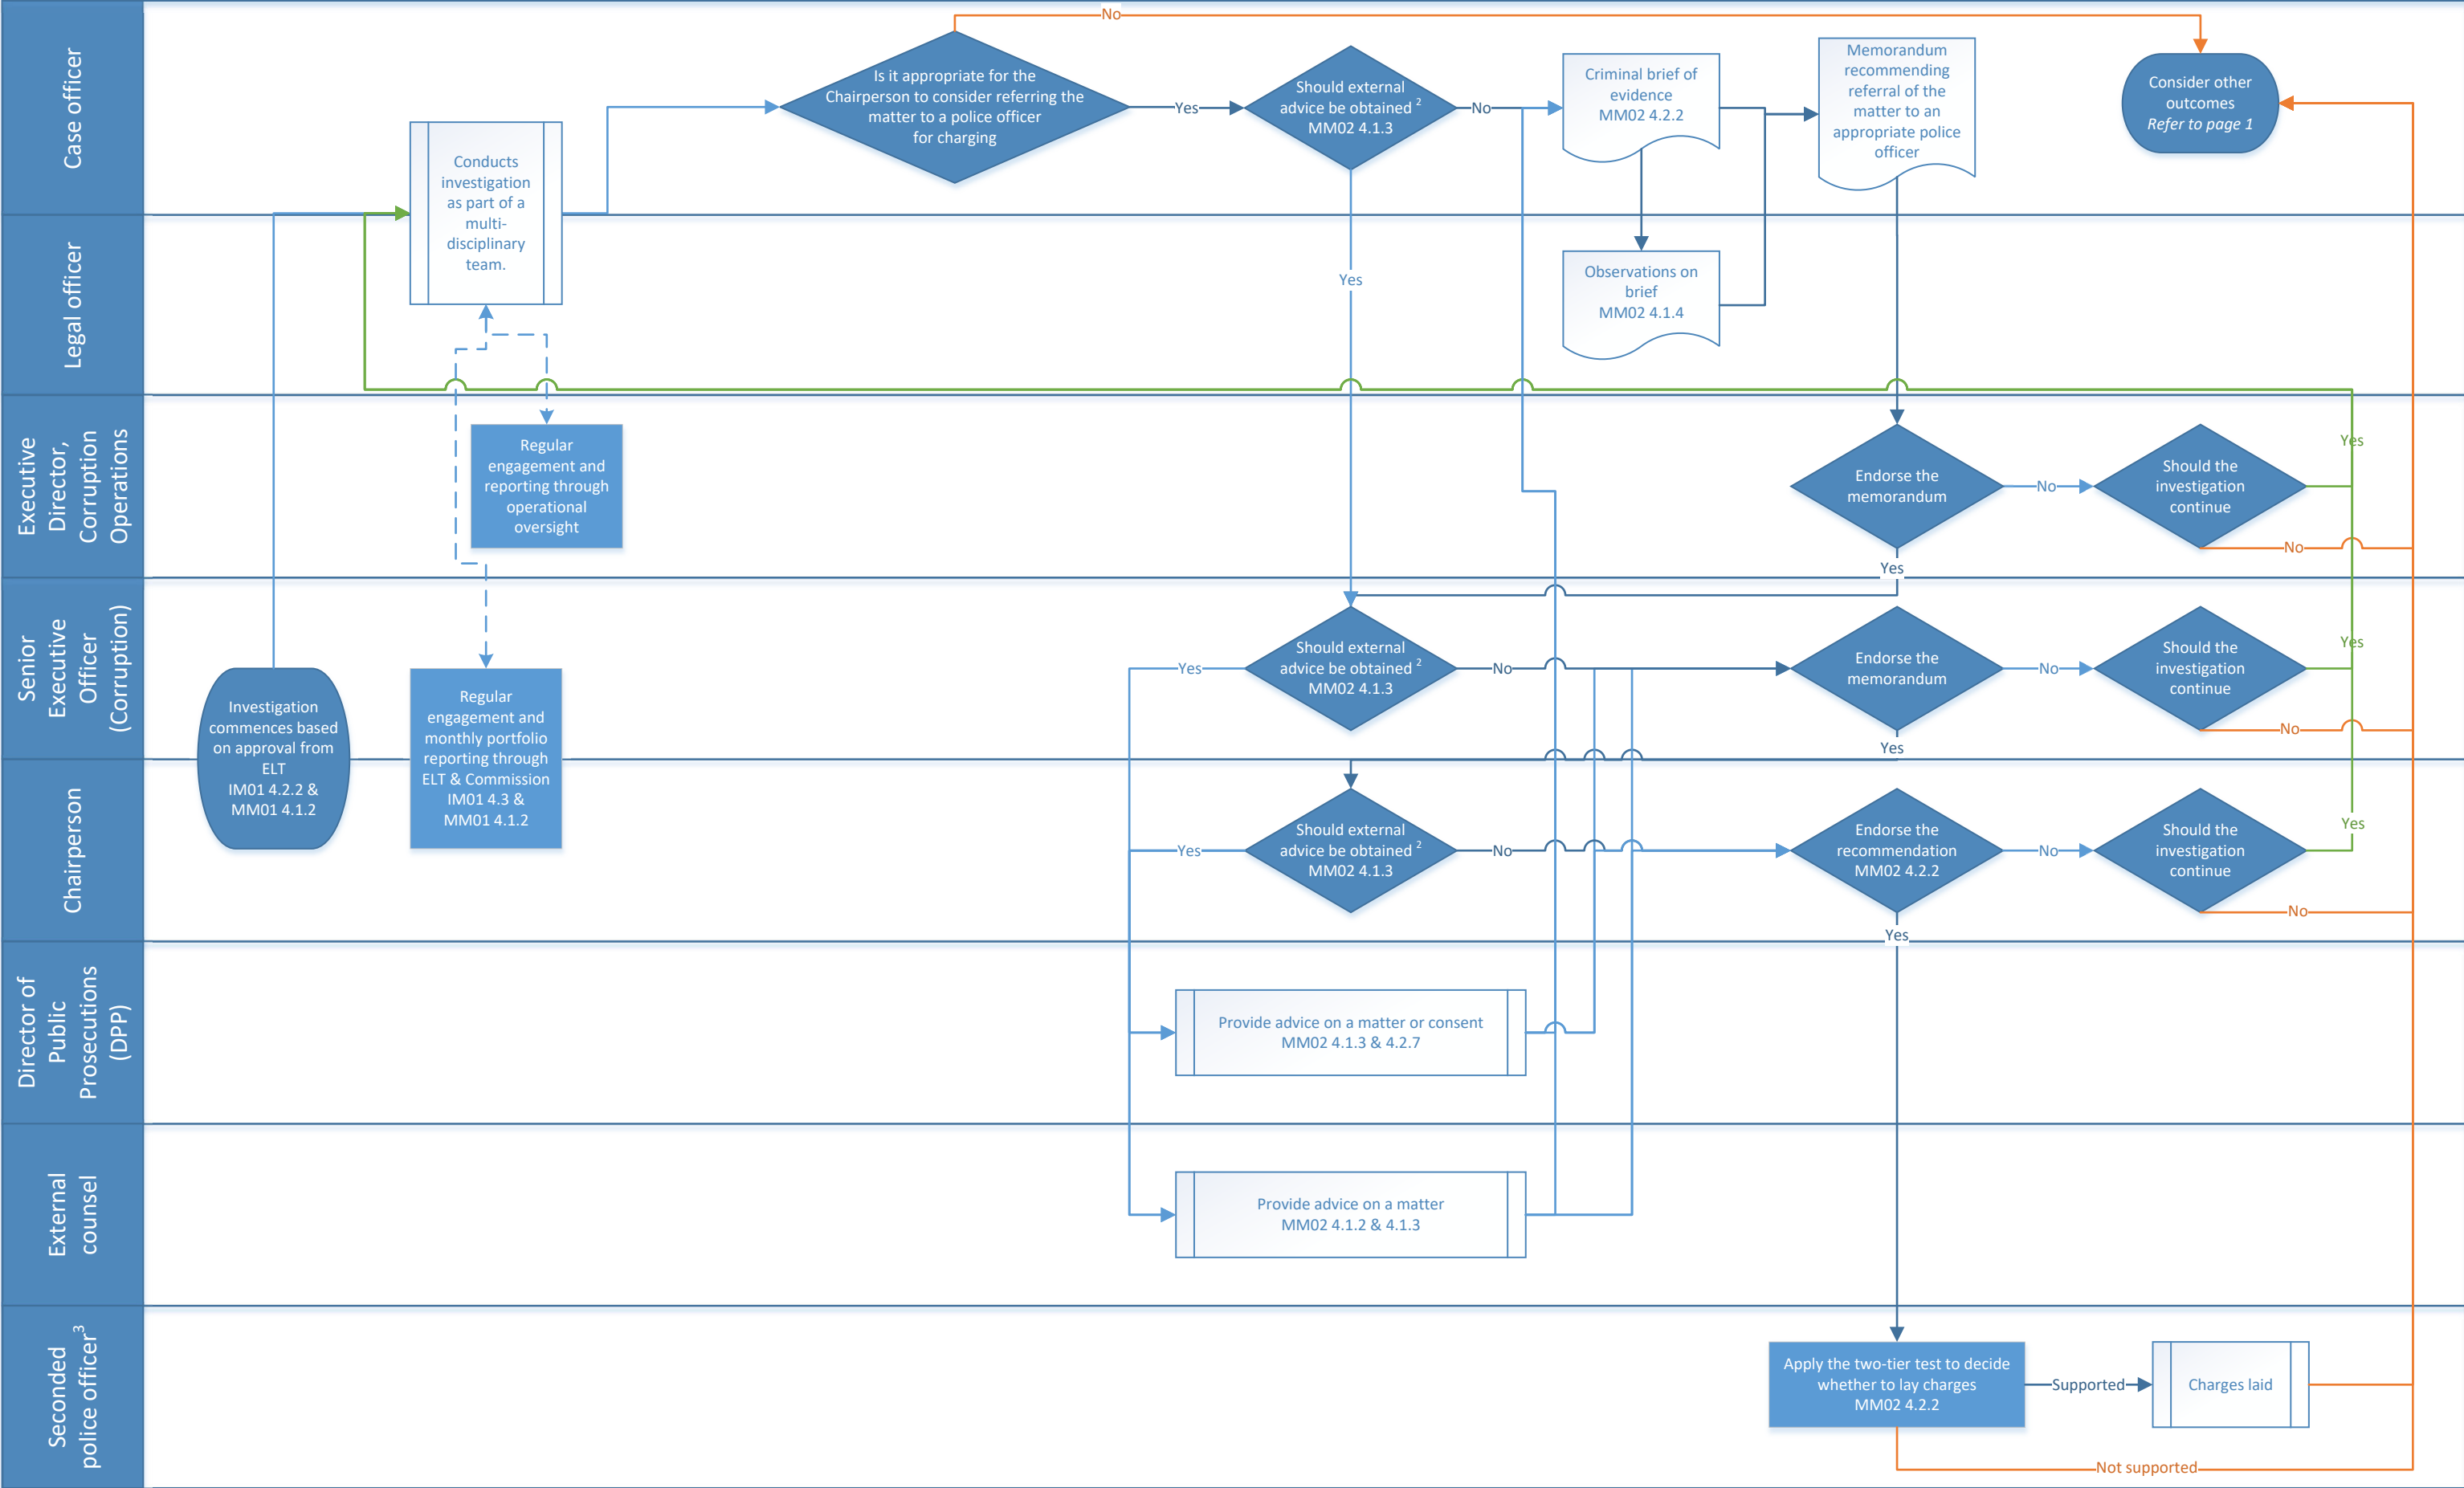 Case officer
No
Is it appropriate for the
Chairperson to consider referring the
matter to a police officer
for charging
Yes
Should external
advice be obtained 2
MM02 4.1.3
No
Criminal brief of
evidence
MM02 4.2.2
Memorandum
recommending
referral of the
matter to an
appropriate police
officer
Consider other
outcomes
Refer to page 1
Conducts
investigation
as part of a
multi-
disciplinary
team.
Legal officer
Yes
Observations on
brief
MM02 4.1.4
Executive
Director,
Corruption
Operations
Regular
engagement and
reporting through
operational
oversight
Endorse the
memorandum
No
Should the
investigation
continue
Yes
No
Yes
Senior
Executive
Officer
(Corruption)
Investigation
commences based
on approval from
ELT
IM01 4.2.2 &
MM01 4.1.2
Regular
engagement and
monthly portfolio
reporting through
ELT & Commission
IM01 4.3 &
MM01 4.1.2
Yes
Should external
advice be obtained 2
MM02 4.1.3
No
Endorse the
memorandum
No
Should the
investigation
continue
Yes
No
Yes
Chairperson
Yes
Should external
advice be obtained 2
MM02 4.1.3
No
Endorse the
recommendation
MM02 4.2.2
No
Should the
investigation
continue
Yes
No
Yes
Director of
Public
Prosecutions
(DPP)
Provide advice on a matter or consent
MM02 4.1.3 & 4.2.7
External
counsel
Provide advice on a matter
MM02 4.1.2 & 4.1.3
Seconded
police officer3
Apply the two-tier test to decide
whether to lay charges
MM02 4.2.2
Supported
Charges laid
Not supported